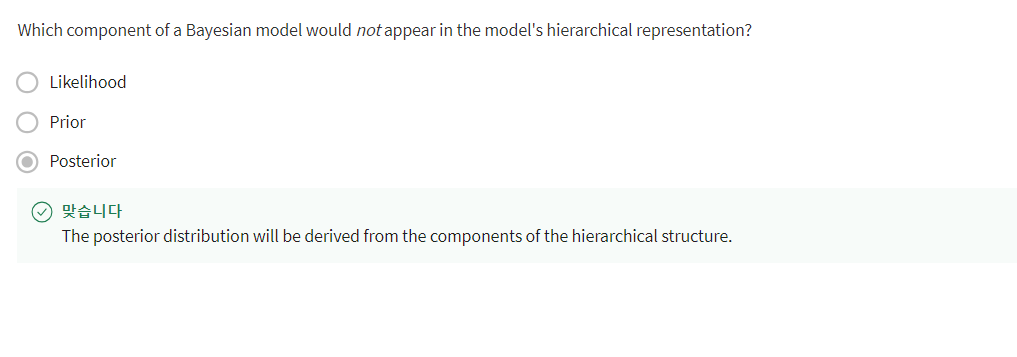 Which component of a Bayesian model would not appear in the model's hierarchical representation?
Likelihood
Prior
Posterior
맞습니다
The posterior distribution will be derived from the components of the hierarchical structure.